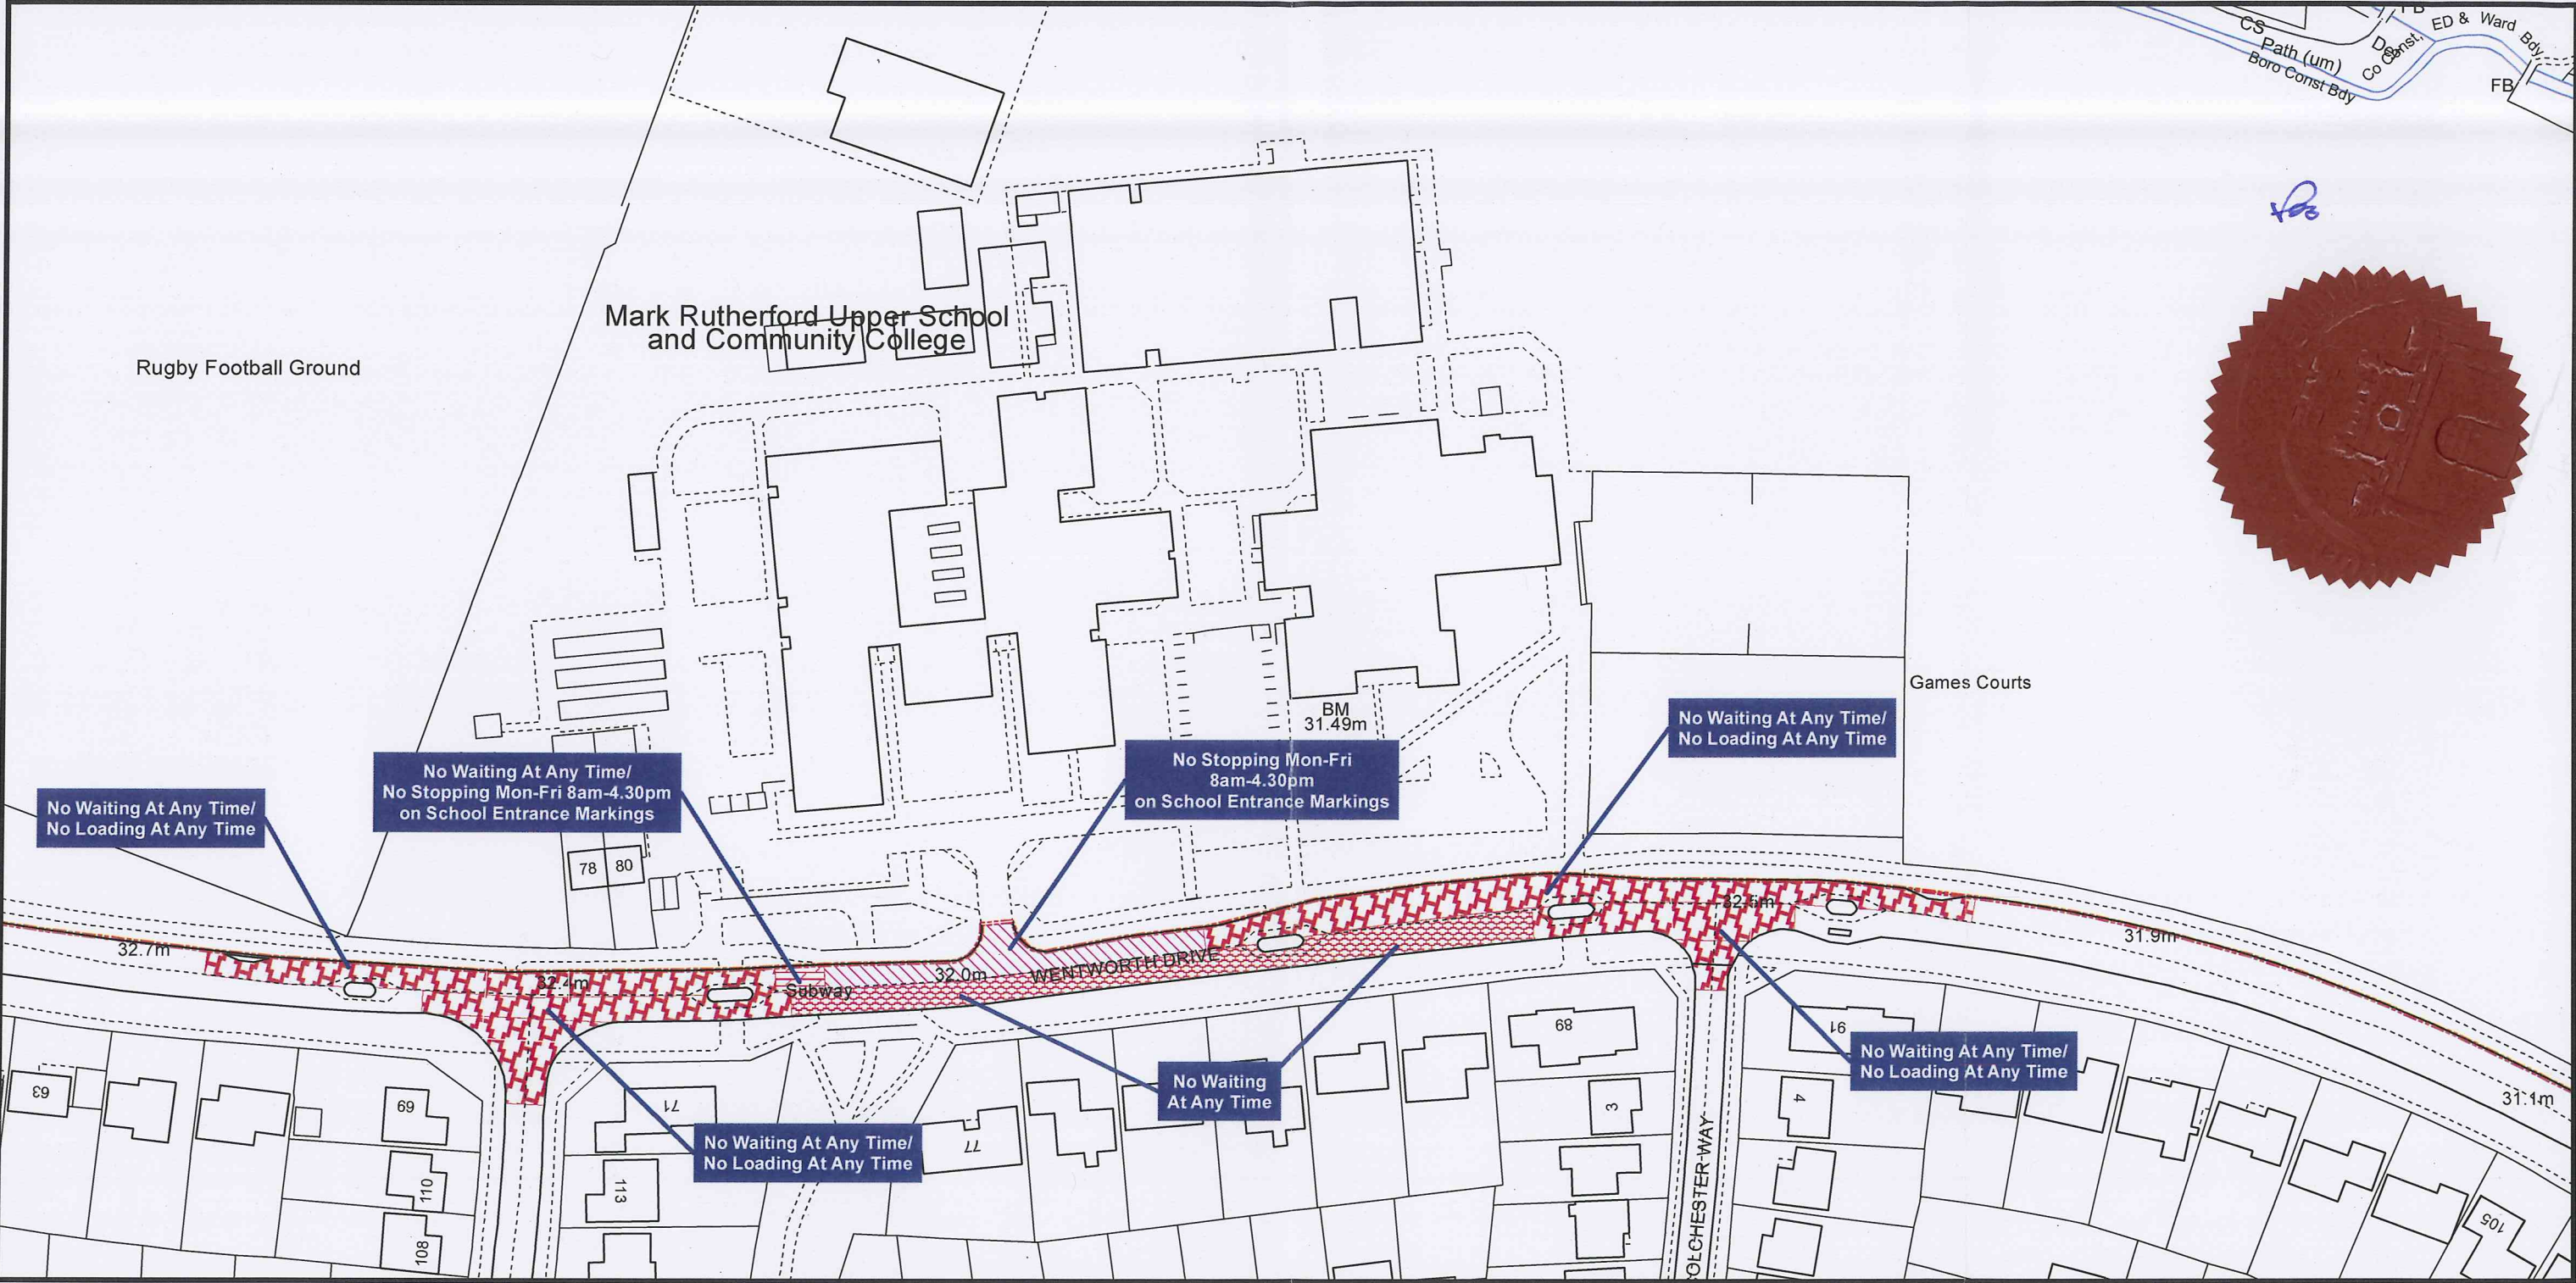 FB
CS
Path (um)
Boro Const Bdy
Co Const, ED & Ward Bdy
FB
Mark Rutherford Upper School
and Community College
Rugby Football Ground
Games Courts
BM
31.49m
No Waiting At Any Time/
No Loading At Any Time
No Stopping Mon-Fri
8am-4.30pm
on School Entrance Markings
No Waiting At Any Time/
No Stopping Mon-Fri 8am-4.30pm
on School Entrance Markings
No Waiting At Any Time/
No Loading At Any Time
78
80
32.7m
32.4m
Subway
32.0m
WENTWORTH DRIVE
31.9m
31.1m
No Waiting At Any Time/
No Loading At Any Time
No Waiting
At Any Time
No Waiting At Any Time/
No Loading At Any Time
63
69
71
77
89
91
105
110
108
113
3
4
OLCHESTER WAY